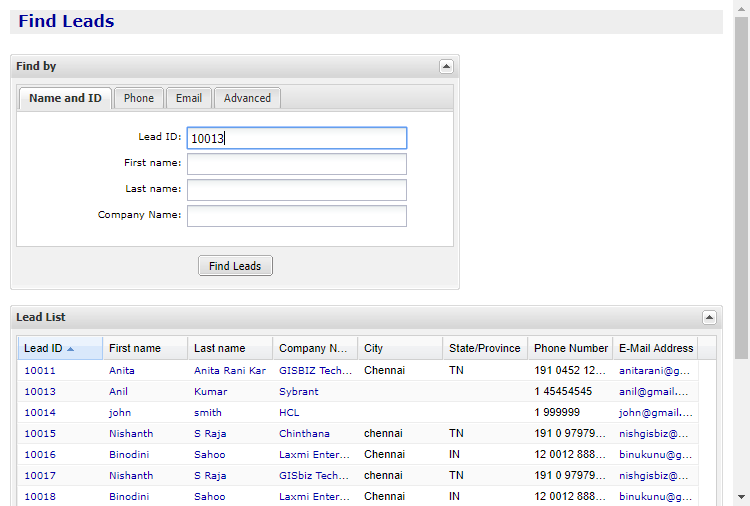 Find Leads
Find by
Name and ID Phone Email Advanced
Lead ID: 10013
First name:
Last name:
Company Name:
Find Leads
Lead List
Lead ID First name Last name Company N... City State/Province Phone Number E-Mail Address
10011 Anita Anita Rani Kar GISBIZ Tech... Chennai TN 191 0452 12... anitarani@g...
10013 Anil Kumar Sybrant 1 45454545 anil@gmail....
10014 john smith HCL 1 999999 john@gmail....
10015 Nishanth S Raja Chinthana chennai TN 191 0 97979... nishgisbiz@...
10016 Binodini Sahoo Laxmi Enter... Chennai IN 12 0012 888... binukunu@g...
10017 Nishanth S Raja GISbiz Tech... Chennai TN 191 0 97979... nishgisbiz@...
10018 Binodini Sahoo Laxmi Enter... Chennai IN 12 0012 888... binukunu@g...